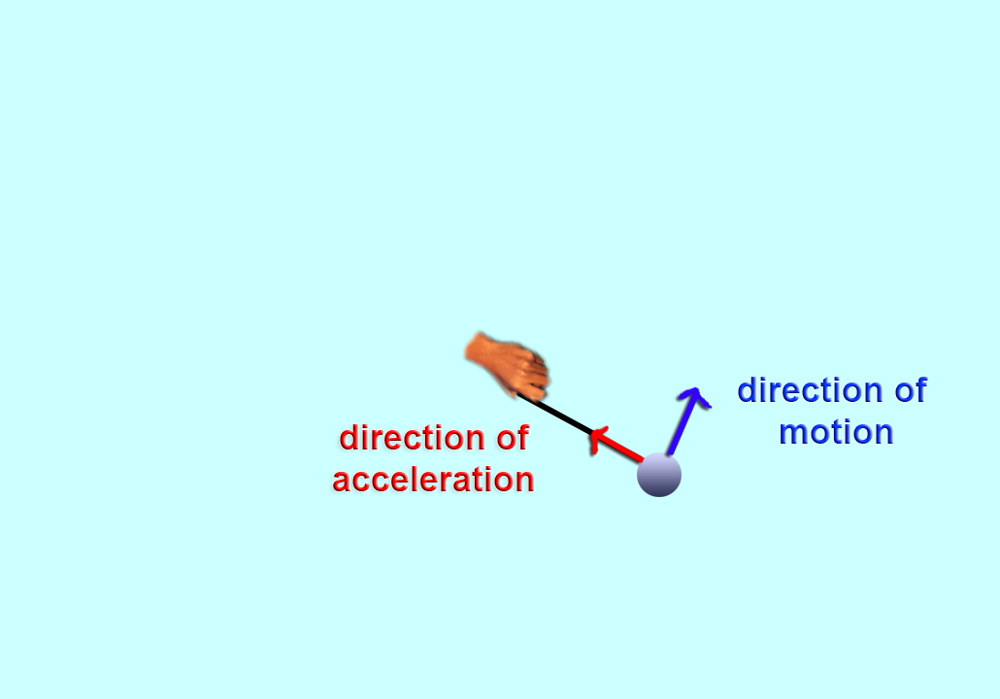 direction of
motion
direction of
acceleration